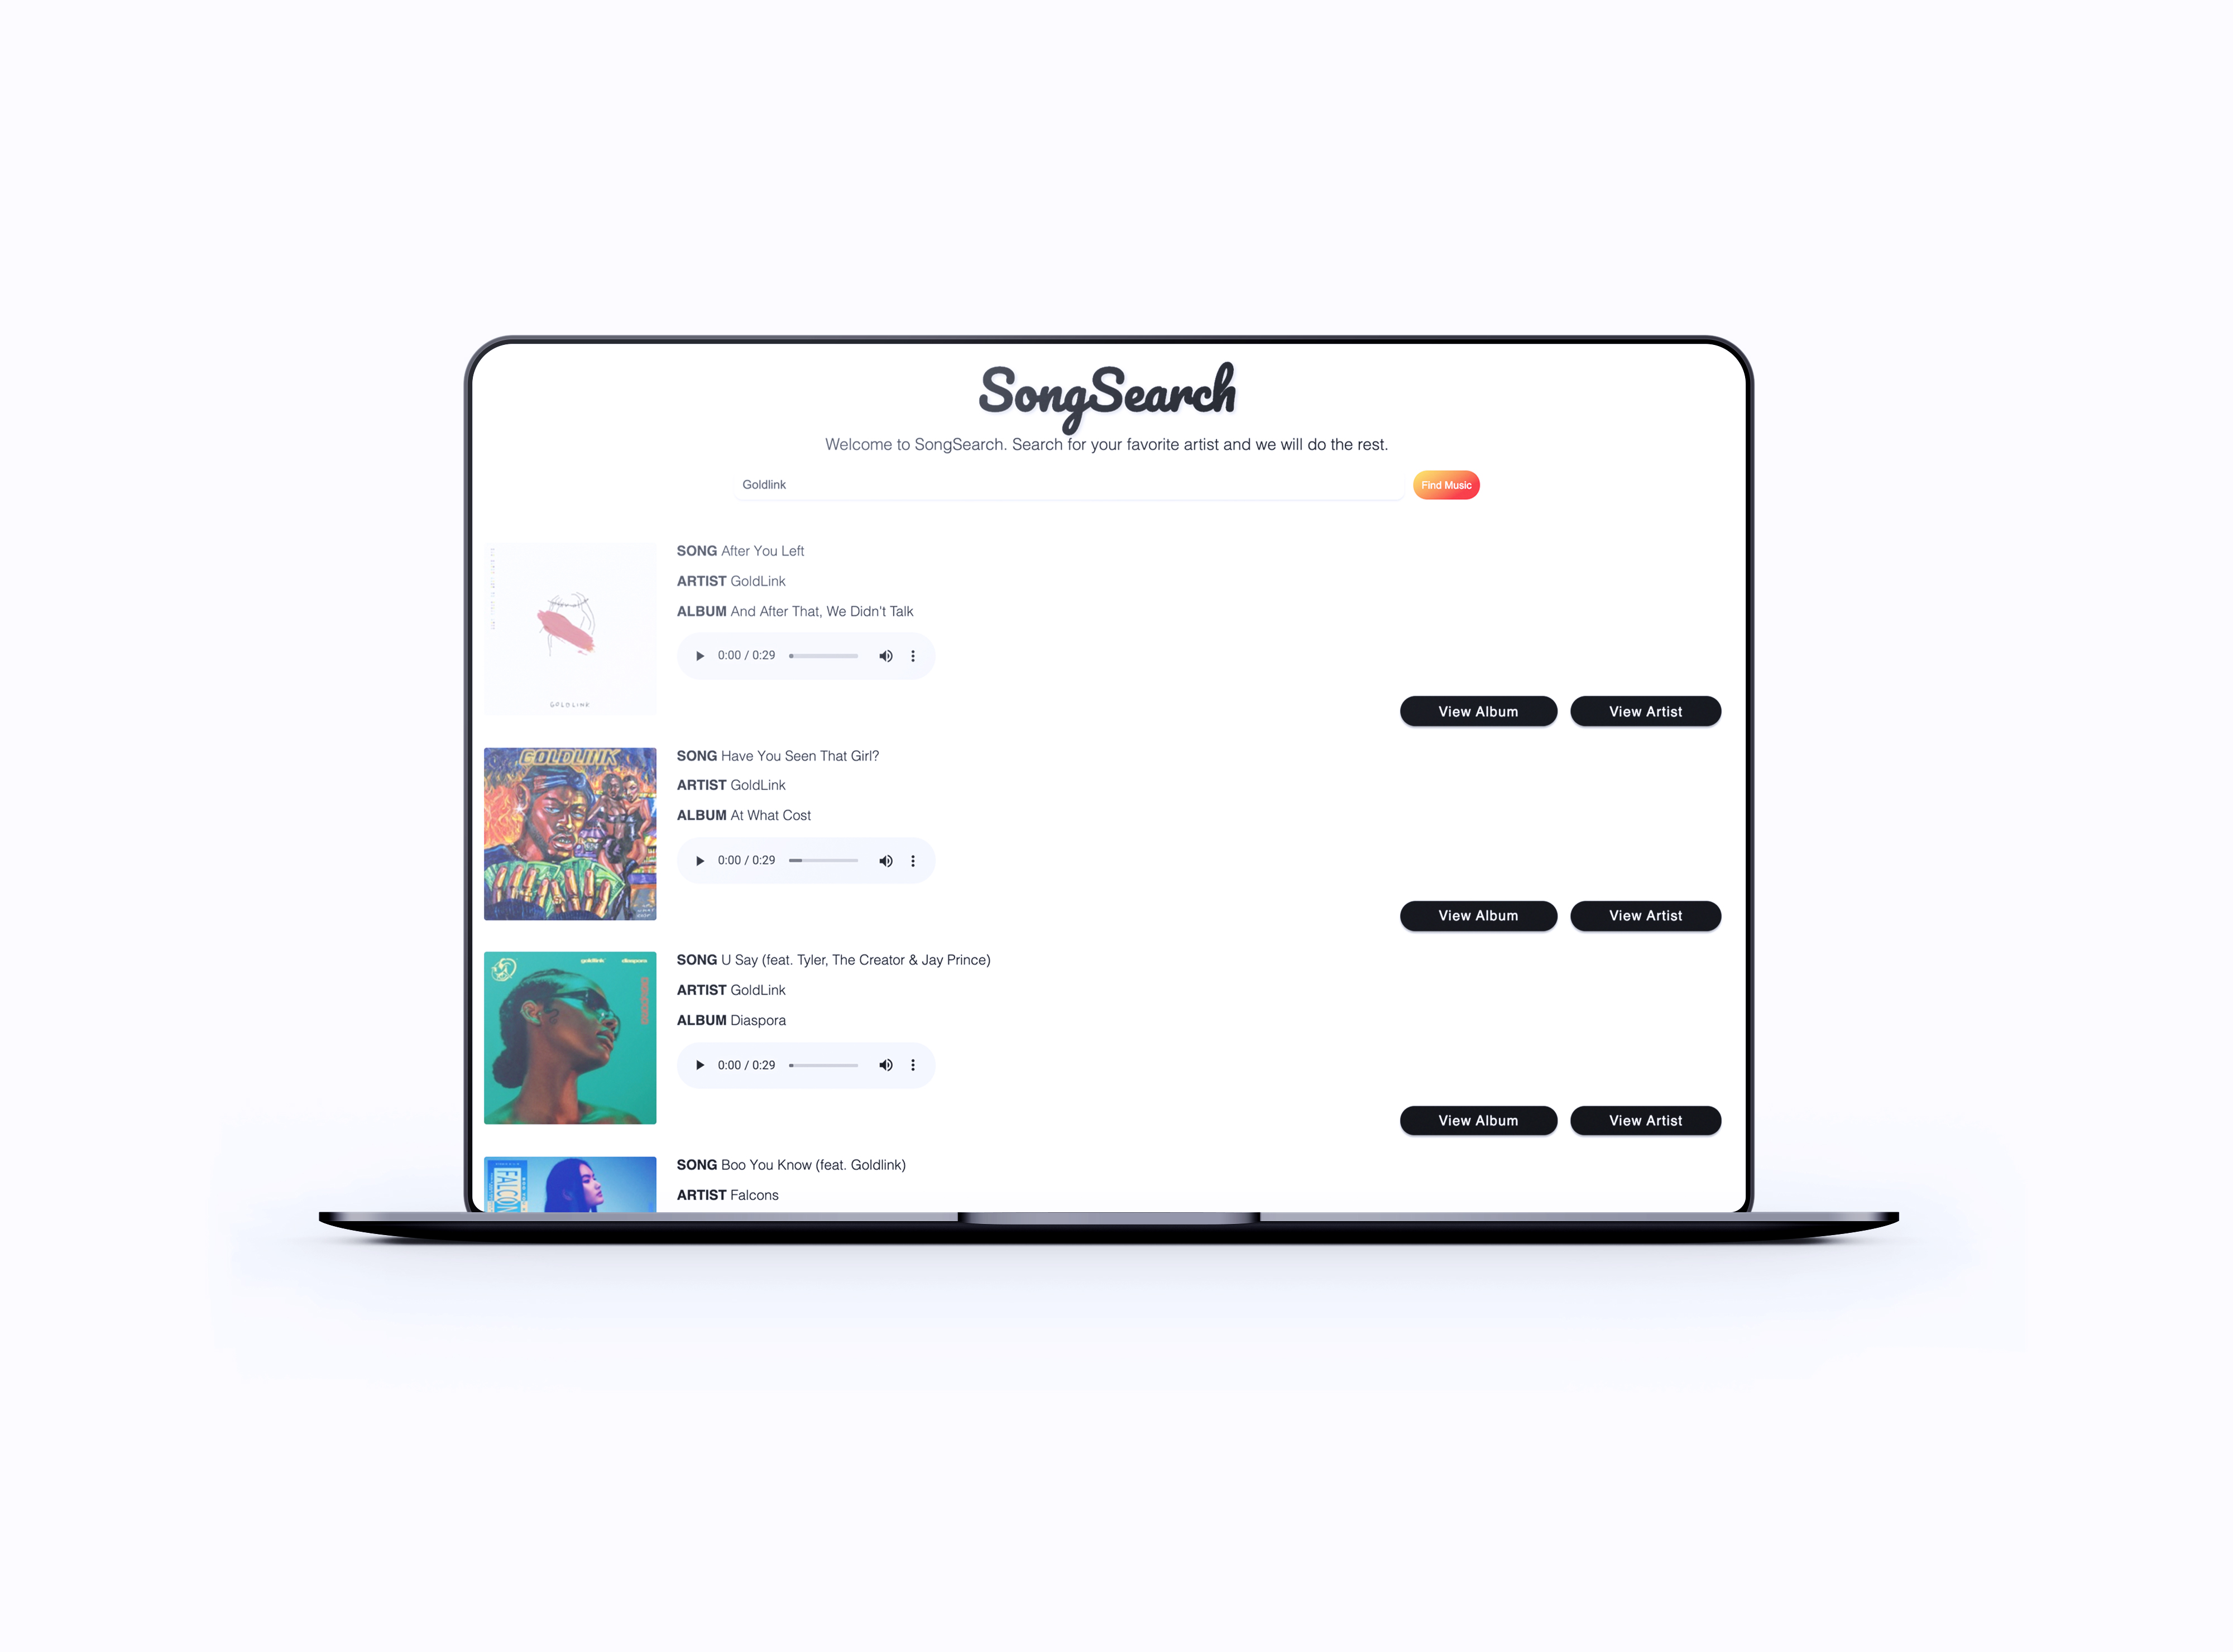 SongSearch
Welcome to SongSearch. Search for your favorite artist and we will do the rest.
Goldlink
Find Music
GOLDLINK
SONG After You Left
ARTIST GoldLink
ALBUM And After That, We Didn't Talk
0:00 / 0:29
View Album
View Artist
GOLDLINK
SONG Have You Seen That Girl?
ARTIST GoldLink
ALBUM At What Cost
0:00 / 0:29
View Album
View Artist
goldlink
diaspora
SONG U Say (feat. Tyler, The Creator & Jay Prince)
ARTIST GoldLink
ALBUM Diaspora
0:00 / 0:29
View Album
View Artist
SONG Boo You Know (feat. Goldlink)
ARTIST Falcons